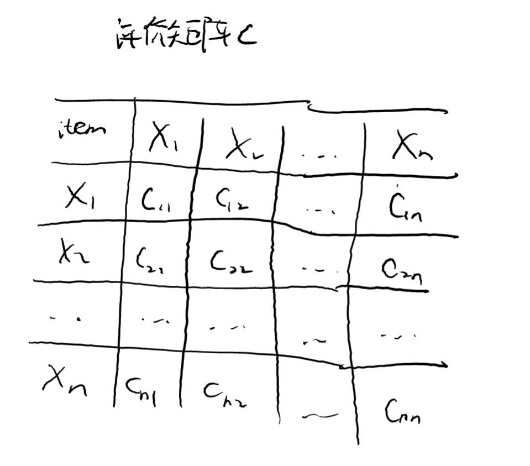 评价矩阵C
item X₁ X₂ ... Xn
X₁ C₁₁ C₁₂ ... C₁n
X₂ C₂₁ C₂₂ ... C₂n
... ... ... ... ...
Xn Cn₁ Cn₂ ... Cnn